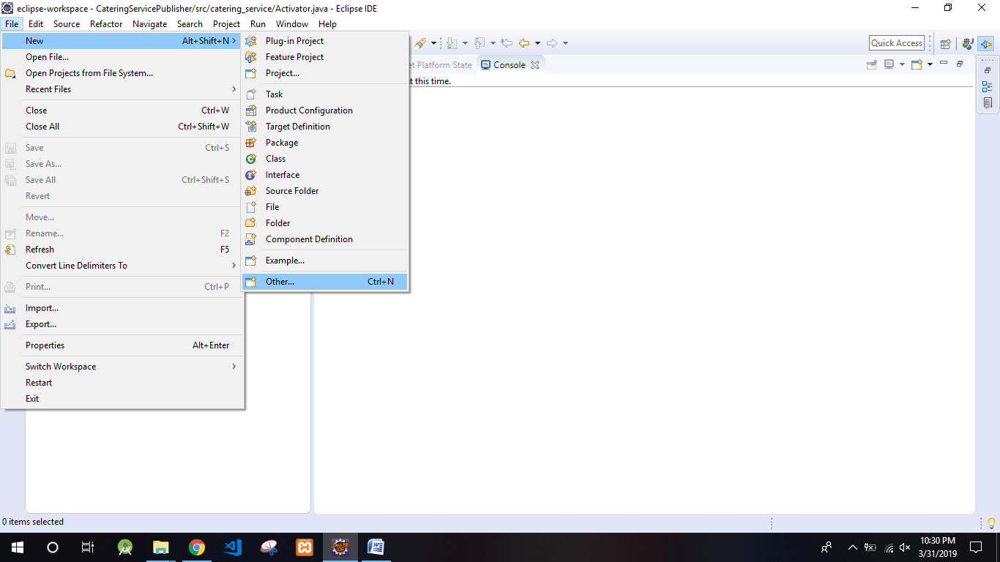 eclipse-workspace - CateringServicePublisher/src/catering_service/Activator.java - Eclipse IDE
File Edit Source Refactor Navigate Search Project Run Window Help
New Alt+Shift+N
Open File...
Open Projects from File System...
Recent Files
Close Ctrl+W
Close All Ctrl+Shift+W
Save Ctrl+S
Save As...
Save All Ctrl+Shift+S
Revert
Move...
Rename... F2
Refresh F5
Convert Line Delimiters To
Print... Ctrl+P
Import...
Export...
Properties Alt+Enter
Switch Workspace
Restart
Exit
Plug-in Project
Feature Project
Project...
Task
Product Configuration
Target Definition
Package
Class
Interface
Source Folder
File
Folder
Component Definition
Example...
Other... Ctrl+N
Quick Access
et Platform State Console
t this time.
0 items selected
Java EE
IDE
10:30 PM
3/31/2019